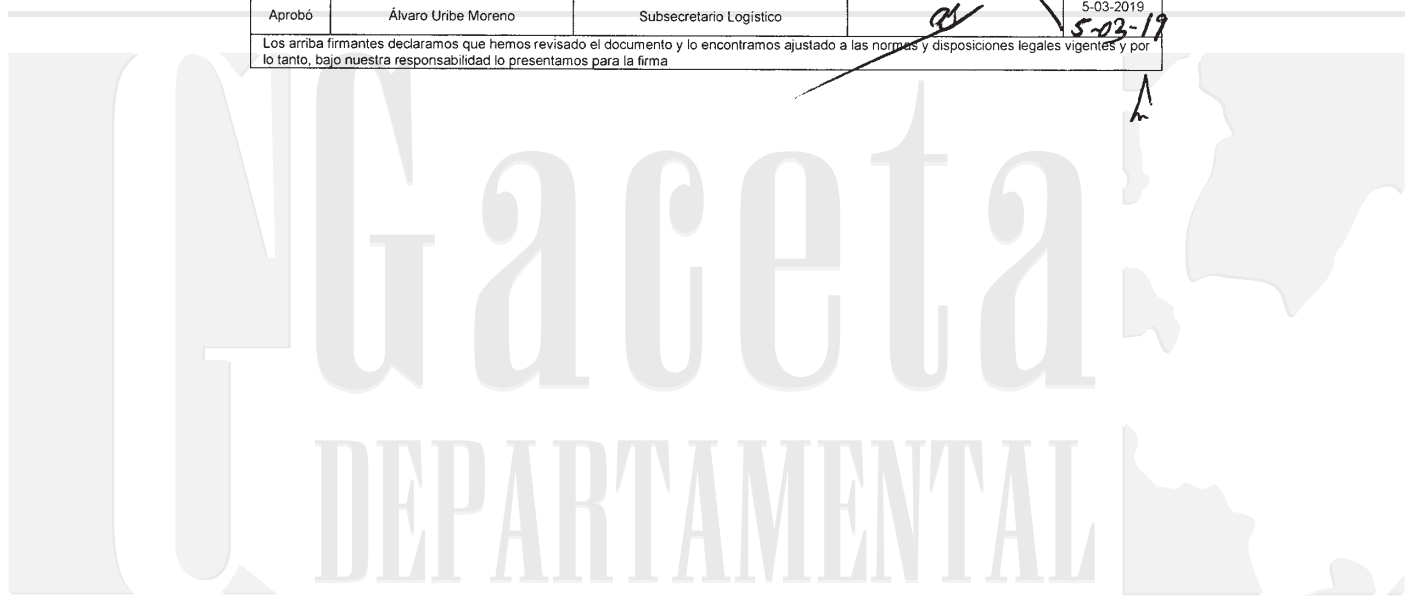 5-03-2019
Aprobó Álvaro Uribe Moreno Subsecretario Logístico 5-03-19
Los arriba firmantes declaramos que hemos revisado el documento y lo encontramos ajustado a las normas y disposiciones legales vigentes y por
lo tanto, bajo nuestra responsabilidad lo presentamos para la firma
Gaceta
DEPARTAMENTAL